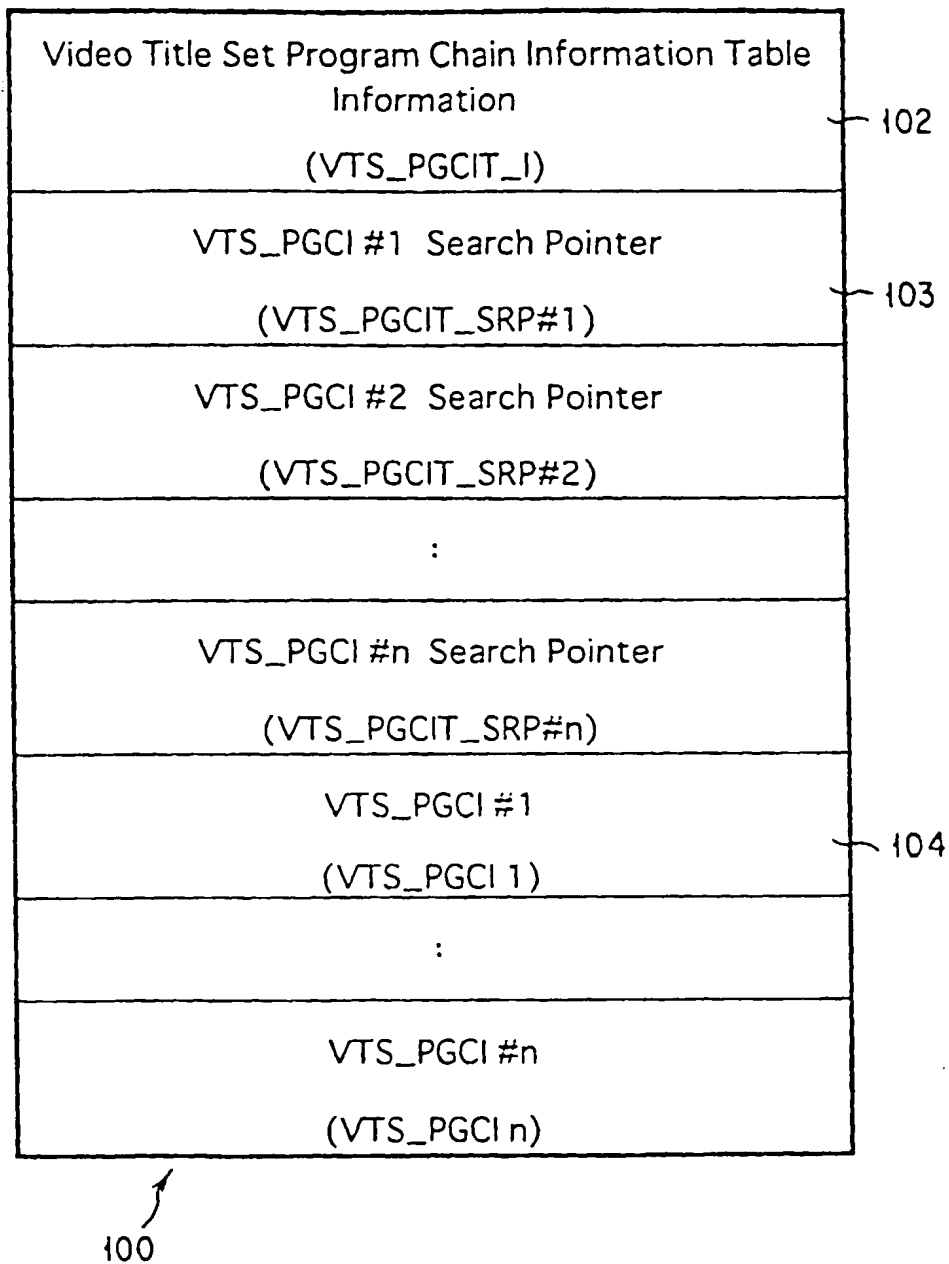 Video Title Set Program Chain Information Table
Information
(VTS_PGCIT_I)
102
VTS_PGCI #1 Search Pointer
(VTS_PGCIT_SRP#1)
103
VTS_PGCI #2 Search Pointer
(VTS_PGCIT_SRP#2)
:
VTS_PGCI #n Search Pointer
(VTS_PGCIT_SRP#n)
VTS_PGCI #1
(VTS_PGCI 1)
104
:
VTS_PGCI #n
(VTS_PGCI n)
100